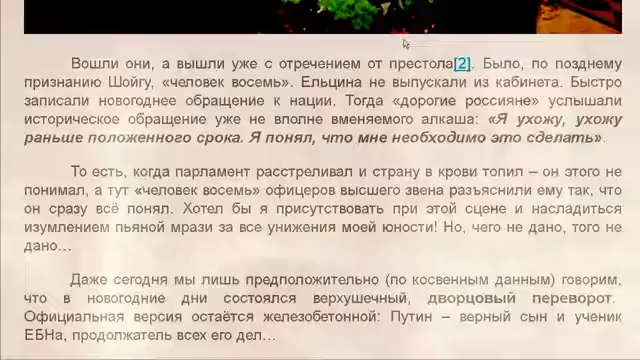 Вошли они, а вышли уже с отречением от престола[2]. Было, по позднему
признанию Шойгу, «человек восемь». Ельцина не выпускали из кабинета. Быстро
записали новогоднее обращение к нации. Тогда «дорогие россияне» услышали
историческое обращение уже не вполне вменяемого алкаша: «Я ухожу, ухожу
раньше положенного срока. Я понял, что мне необходимо это сделать».
То есть, когда парламент расстреливал и страну в крови топил – он этого не
понимал, а тут «человек восемь» офицеров высшего звена разъяснили ему так, что
он сразу всё понял. Хотел бы я присутствовать при этой сцене и насладиться
изумлением пьяной мрази за все унижения моей юности! Но, чего не дано, того не
дано…
Даже сегодня мы лишь предположительно (по косвенным данным) говорим,
что в новогодние дни состоялся верхушечный, дворцовый переворот.
Официальная версия остаётся железобетонной: Путин – верный сын и ученик
ЕБНа, продолжатель всех его дел…